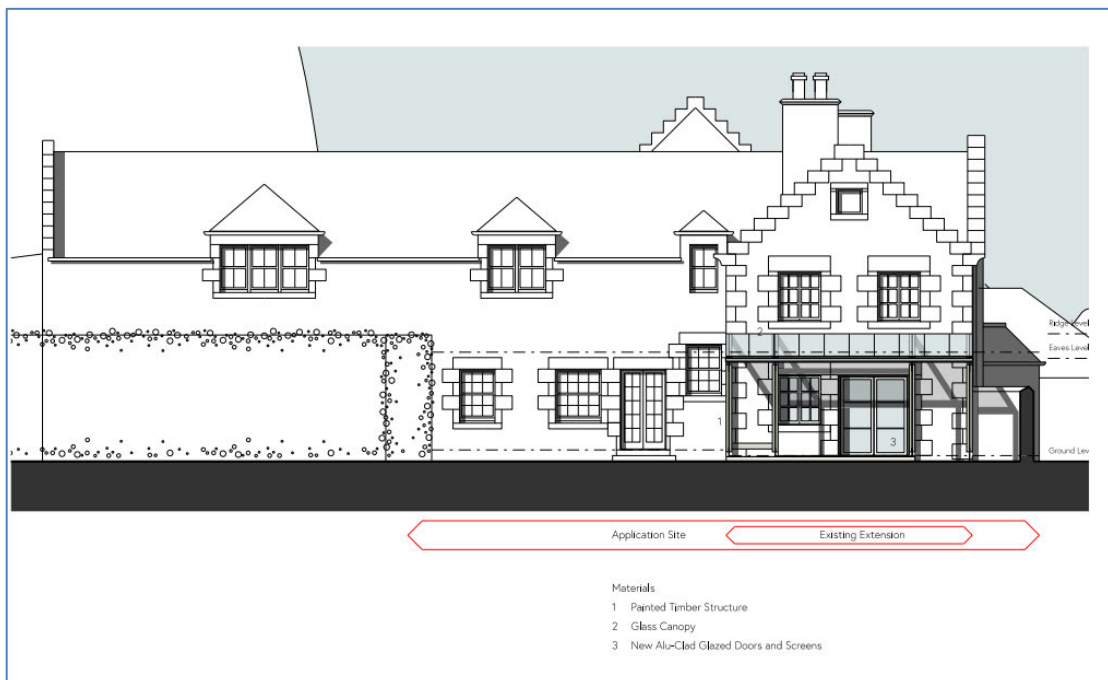 2
Ridge Level
Eaves Level
1
3
Ground Lev
Application Site
Existing Extension
Materials
1 Painted Timber Structure
2 Glass Canopy
3 New Alu-Clad Glazed Doors and Screens